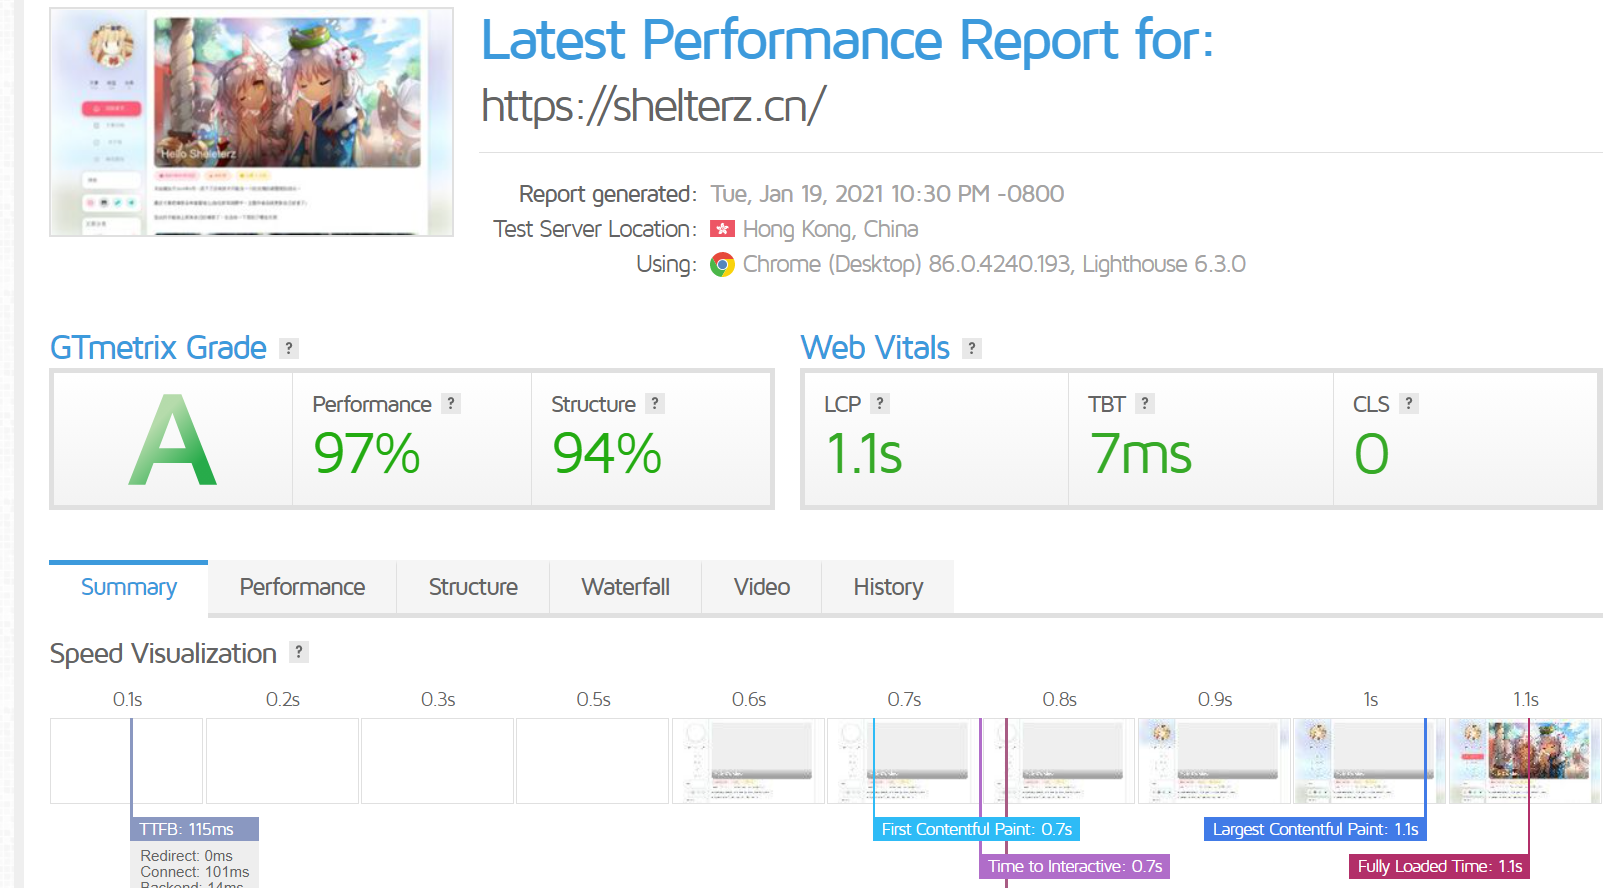 Latest Performance Report for:
https://shelterz.cn/
Hello Sheleterz
Report generated: Tue, Jan 19, 2021 10:30 PM -0800
Test Server Location: Hong Kong, China
Using: Chrome (Desktop) 86.0.4240.193, Lighthouse 6.3.0
GTmetrix Grade ?
Web Vitals ?
A
Performance ?
97%
Structure ?
94%
LCP ?
1.1s
TBT ?
7ms
CLS ?
0
Summary Performance Structure Waterfall Video History
Speed Visualization ?
0.1s 0.2s 0.3s 0.5s 0.6s 0.7s 0.8s 0.9s 1s 1.1s
TTFB: 115ms
First Contentful Paint: 0.7s
Largest Contentful Paint: 1.1s
Redirect: 0ms
Time to Interactive: 0.7s
Fully Loaded Time: 1.1s
Connect: 101ms
Backend: 14ms